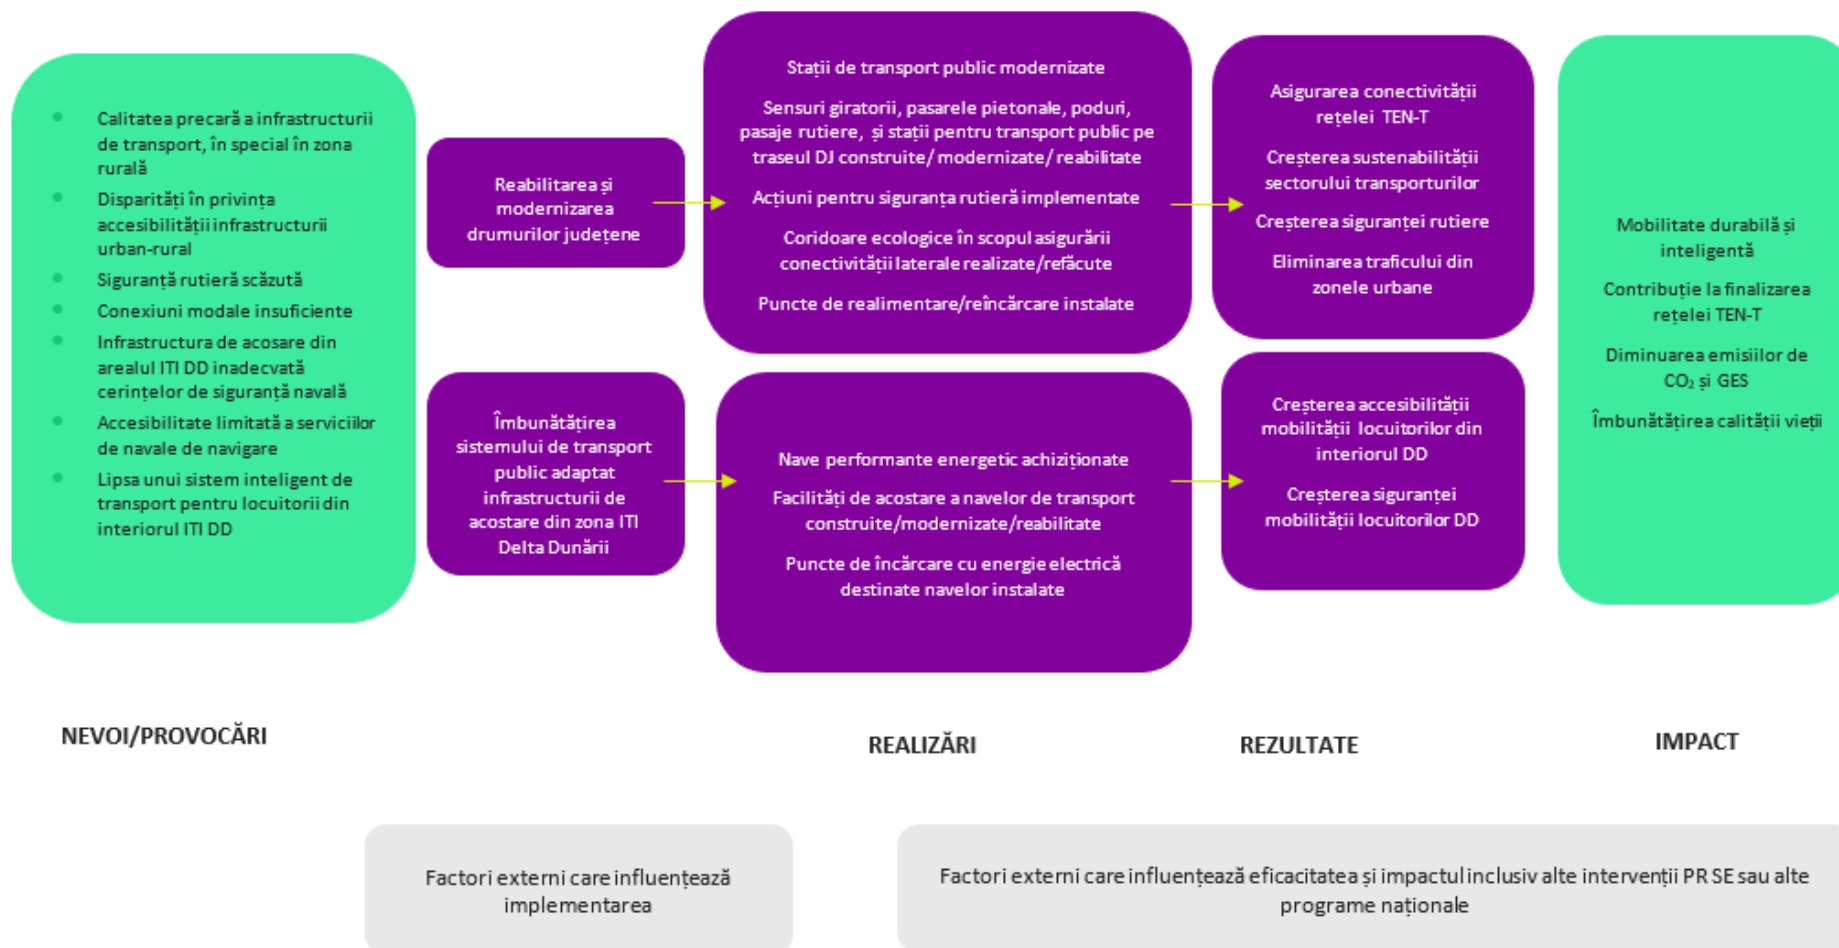 Calitatea precară a infrastructurii
de transport, în special în zona
rurală
Disparități în privința
accesibilității infrastructurii
urban-rural
Siguranță rutieră scăzută
Conexiuni modale insuficiente
Infrastructura de acosare din
arealul ITI DD inadecvată
cerințelor de siguranță navală
Accesibilitate limitată a serviciilor
de navale de navigare
Lipsa unui sistem inteligent de
transport pentru locuitorii din
interiorul ITI DD
Reabilitarea și
modernizarea
drumurilor județene
Îmbunătățirea
sistemului de transport
public adaptat
infrastructurii de
acostare din zona ITI
Delta Dunării
Stații de transport public modernizate
Sensuri giratorii, pasarele pietonale, poduri,
pasaje rutiere, și stații pentru transport public pe
traseul DJ construite/ modernizate/ reabilitate
Acțiuni pentru siguranța rutieră implementate
Coridoare ecologice în scopul asigurării
conectivității laterale realizate/refăcute
Puncte de realimentare/reîncărcare instalate
Nave performante energetic achiziționate
Facilități de acostare a navelor de transport
construite/modernizate/reabilitate
Puncte de încărcare cu energie electrică
destinate navelor instalate
Asigurarea conectivității
rețelei TEN-T
Creșterea sustenabilității
sectorului transporturilor
Creșterea siguranței rutiere
Eliminarea traficului din
zonele urbane
Creșterea accesibilității
mobilității locuitorilor din
interiorul DD
Creșterea siguranței
mobilității locuitorilor DD
Mobilitate durabilă și
inteligentă
Contribuție la finalizarea
rețelei TEN-T
Diminuarea emisiilor de
CO₂ și GES
Îmbunătățirea calității vieții
NEVOI/PROVOCĂRI
REALIZĂRI
REZULTATE
IMPACT
Factori externi care influențează
implementarea
Factori externi care influențează eficacitatea și impactul inclusiv alte intervenții PR SE sau alte
programe naționale